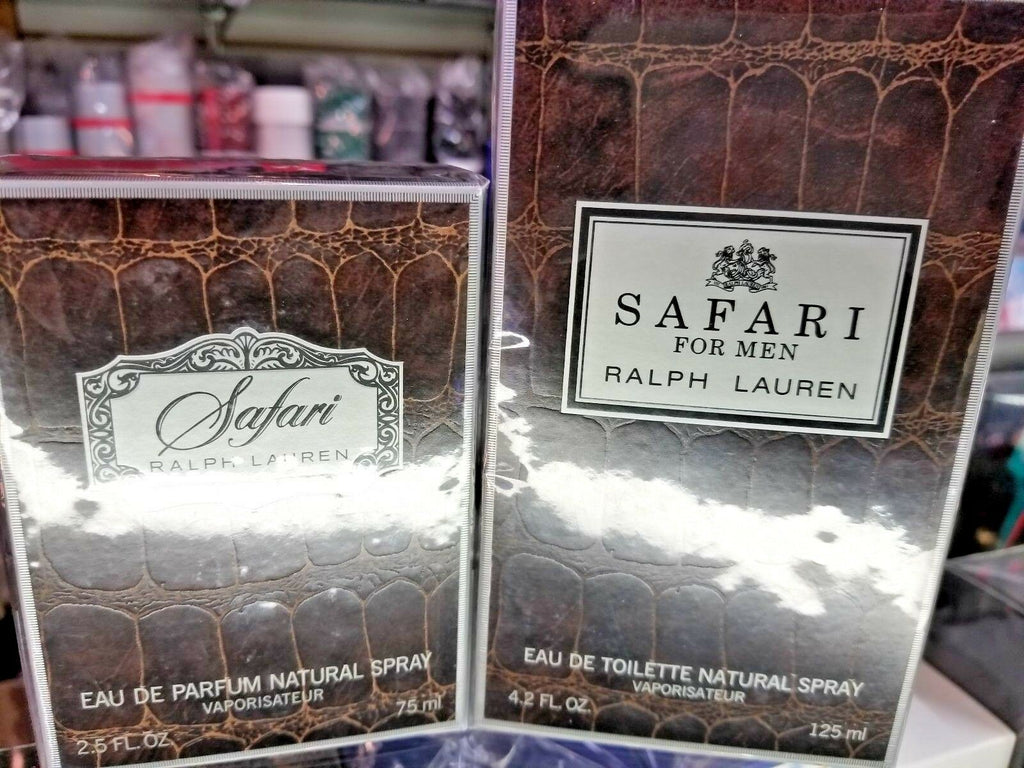 Safari
RALPH LAUREN
EAU DE PARFUM NATURAL SPRAY
VAPORISATEUR
75 ml
2.5 FL. OZ.
SAFARI
FOR MEN
RALPH LAUREN
EAU DE TOILETTE NATURAL SPRAY
VAPORISATEUR
4.2 FL. OZ.
125 ml